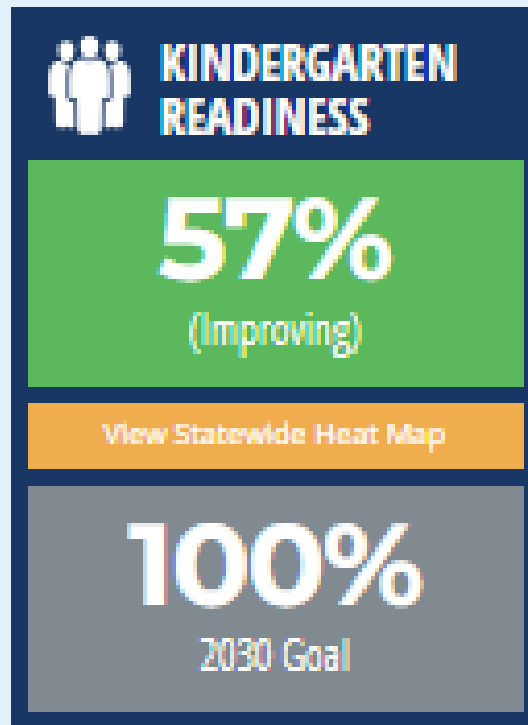 KINDERGARTEN
READINESS
57%
(Improving)
View Statewide Heat Map
100%
2030 Goal